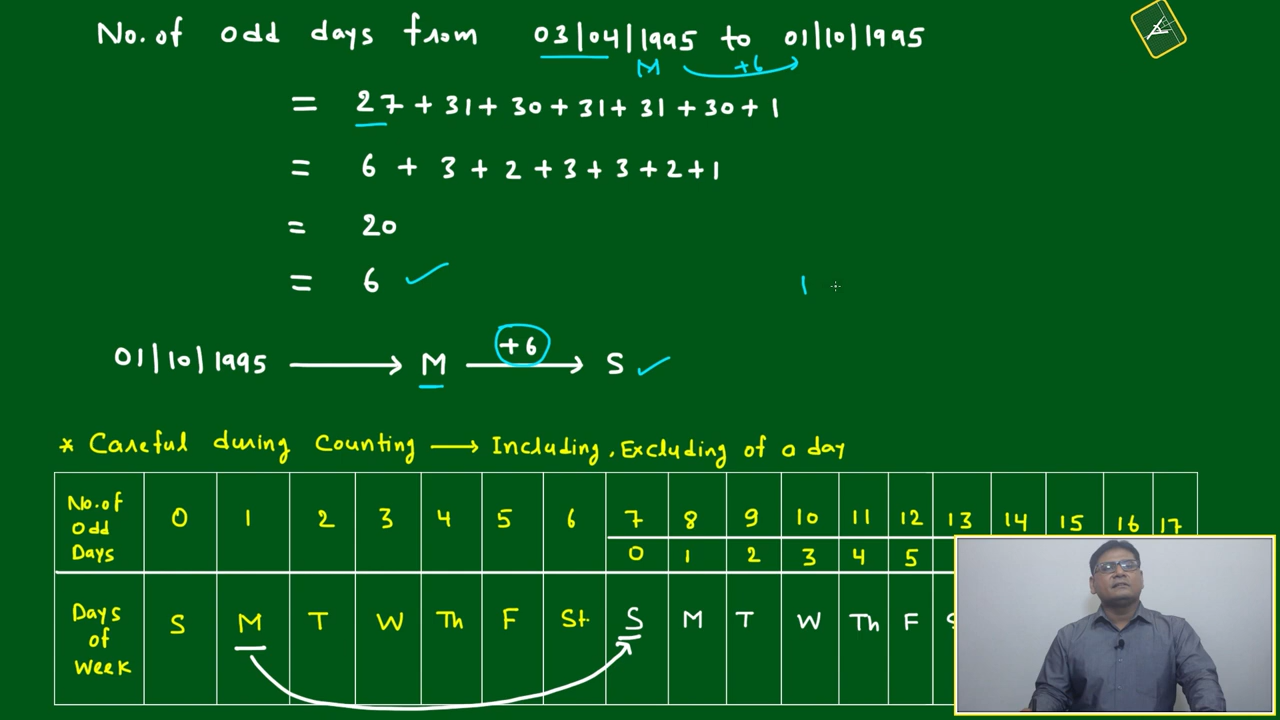 No. of odd days from 03/04/1995 to 01/10/1995
M +6
= 27 + 31 + 30 + 31 + 31 + 30 + 1
= 6 + 3 + 2 + 3 + 3 + 2 + 1
= 20
= 6 ✓ 1
01/10/1995 ⟶ M +6 ⟶ S ✓
* Careful during Counting ⟶ Including, Excluding of a day
No. of Odd Days 0 1 2 3 4 5 6 7 8 9 10 11 12 13 14 15 16 17
0 1 2 3 4 5
Days of Week S M T W Th F St. S M T W Th F